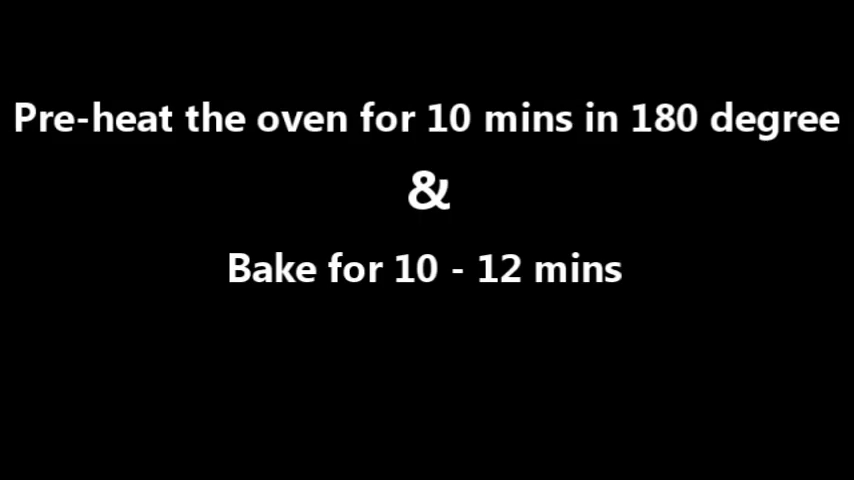 Pre-heat the oven for 10 mins in 180 degree
&
Bake for 10 - 12 mins